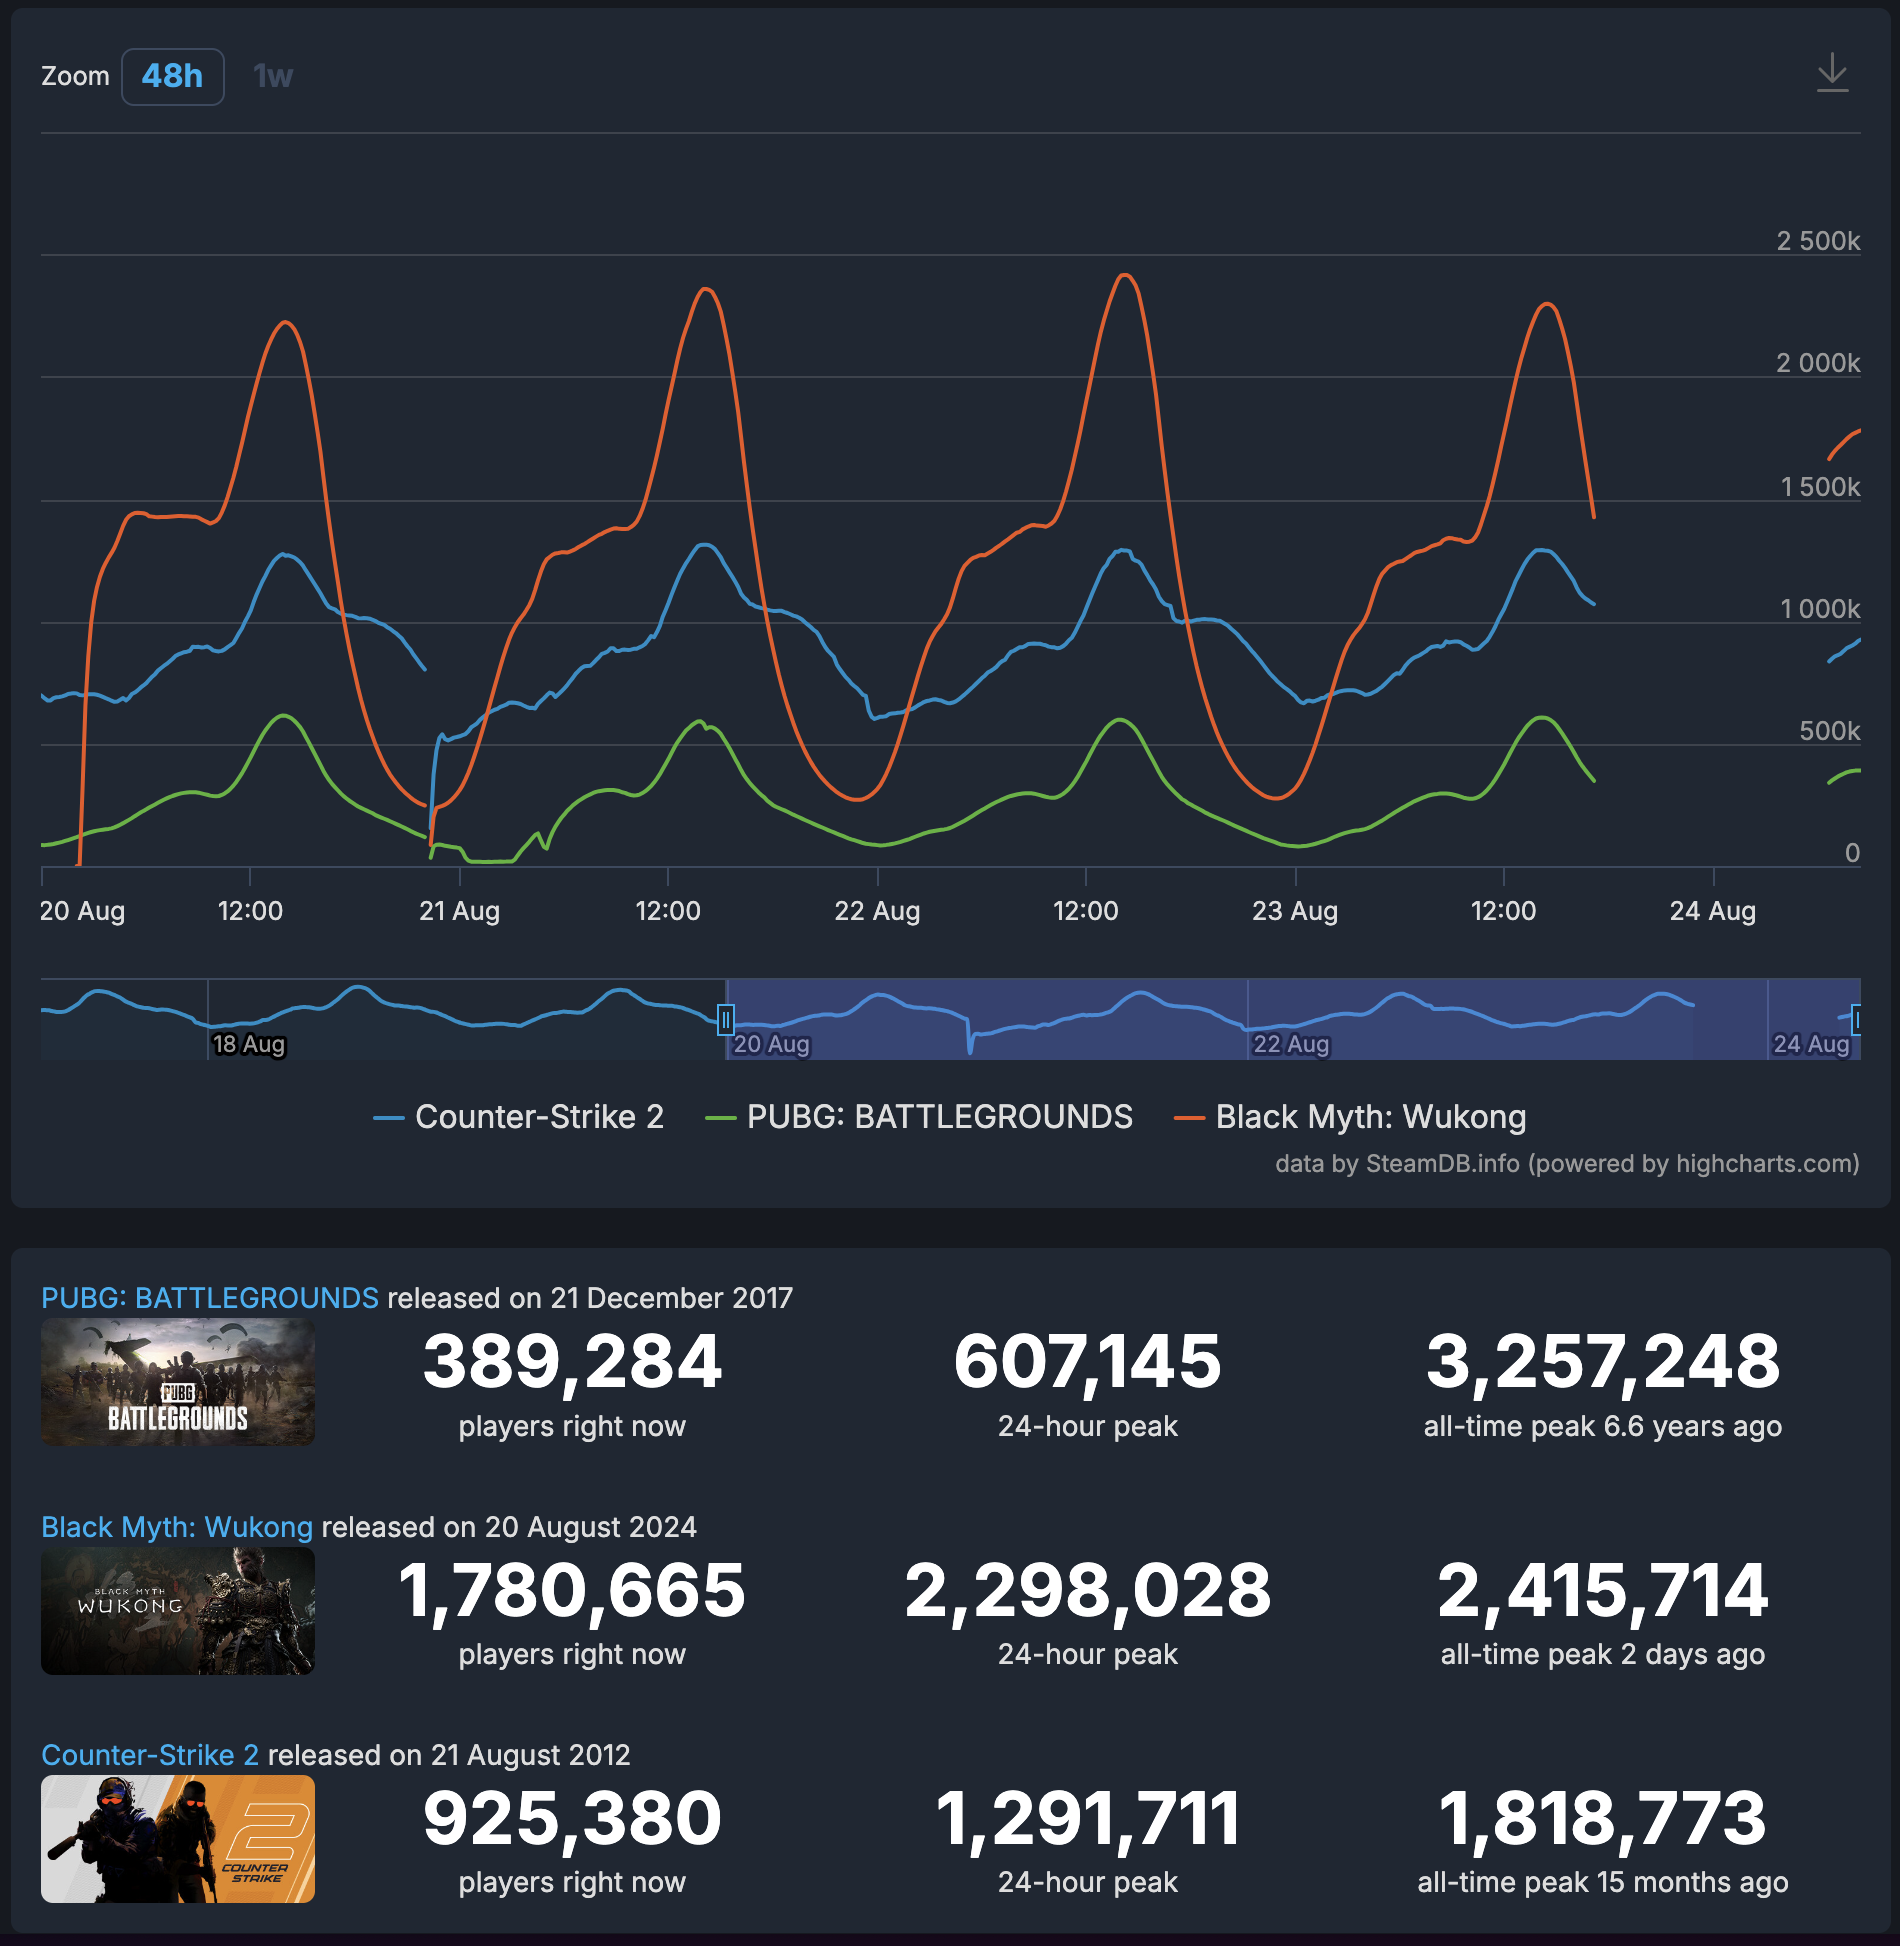 Zoom 48h 1w
2 500k
2 000k
1 500k
1 000k
500k
0
20 Aug 12:00 21 Aug 12:00 22 Aug 12:00 23 Aug 12:00 24 Aug
18 Aug 20 Aug 22 Aug 24 Aug
Counter-Strike 2 PUBG: BATTLEGROUNDS Black Myth: Wukong
data by SteamDB.info (powered by highcharts.com)
PUBG: BATTLEGROUNDS released on 21 December 2017
PUBG
BATTLEGROUNDS
389,284 607,145 3,257,248
players right now 24-hour peak all-time peak 6.6 years ago
Black Myth: Wukong released on 20 August 2024
BLACK MYTH
WUKONG
1,780,665 2,298,028 2,415,714
players right now 24-hour peak all-time peak 2 days ago
Counter-Strike 2 released on 21 August 2012
2
COUNTER
STRIKE
925,380 1,291,711 1,818,773
players right now 24-hour peak all-time peak 15 months ago